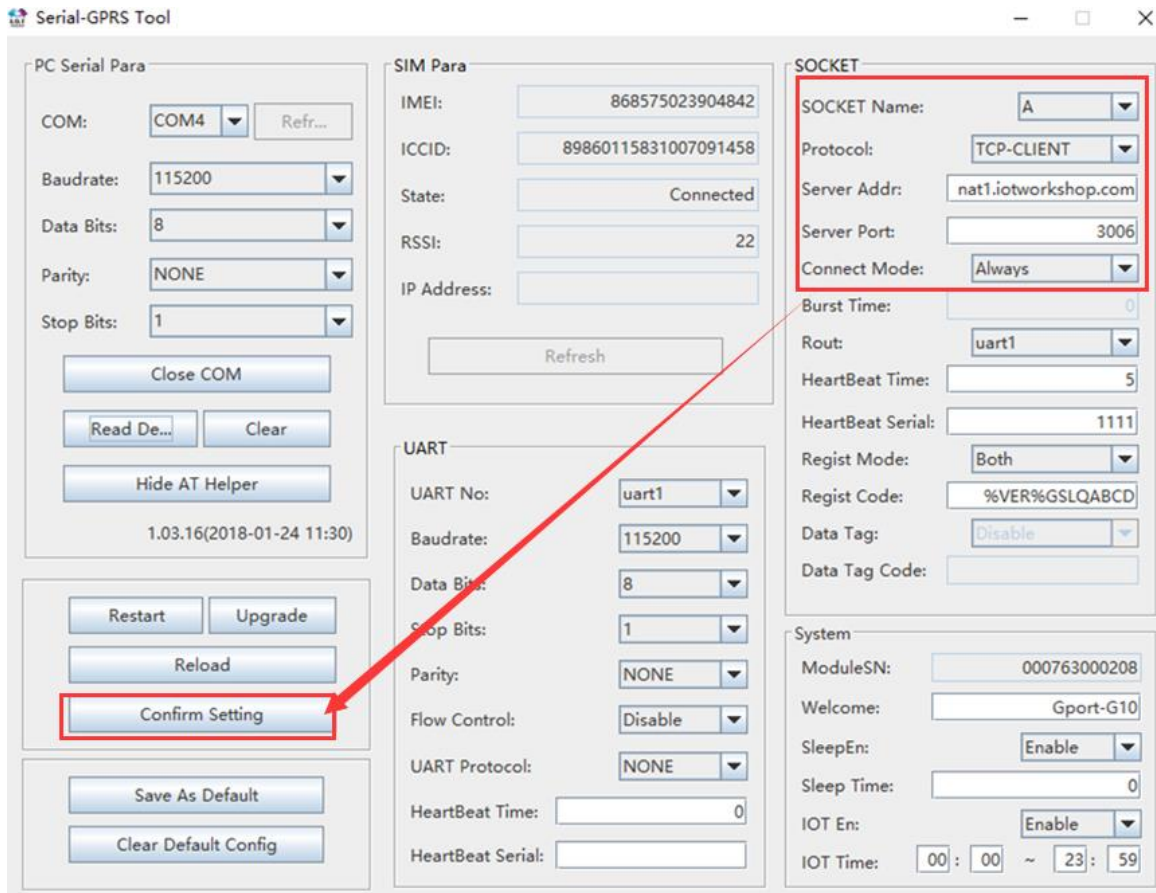 Serial-GPRS Tool
PC Serial Para
COM: COM4 Refr...
Baudrate: 115200
Data Bits: 8
Parity: NONE
Stop Bits: 1
Close COM
Read De... Clear
Hide AT Helper
1.03.16(2018-01-24 11:30)
Restart Upgrade
Reload
Confirm Setting
Save As Default
Clear Default Config
SIM Para
IMEI: 868575023904842
ICCID: 89860115831007091458
State: Connected
RSSI: 22
IP Address:
Refresh
UART
UART No: uart1
Baudrate: 115200
Data Bits: 8
Stop Bits: 1
Parity: NONE
Flow Control: Disable
UART Protocol: NONE
HeartBeat Time: 0
HeartBeat Serial:
SOCKET
SOCKET Name: A
Protocol: TCP-CLIENT
Server Addr: nat1.iotworkshop.com
Server Port: 3006
Connect Mode: Always
Burst Time: 0
Rout: uart1
HeartBeat Time: 5
HeartBeat Serial: 1111
Regist Mode: Both
Regist Code: %VER%GSLQABCD
Data Tag: Disable
Data Tag Code:
System
ModuleSN: 000763000208
Welcome: Gport-G10
SleepEn: Enable
Sleep Time: 0
IOT En: Enable
IOT Time: 00 : 00 ~ 23 : 59